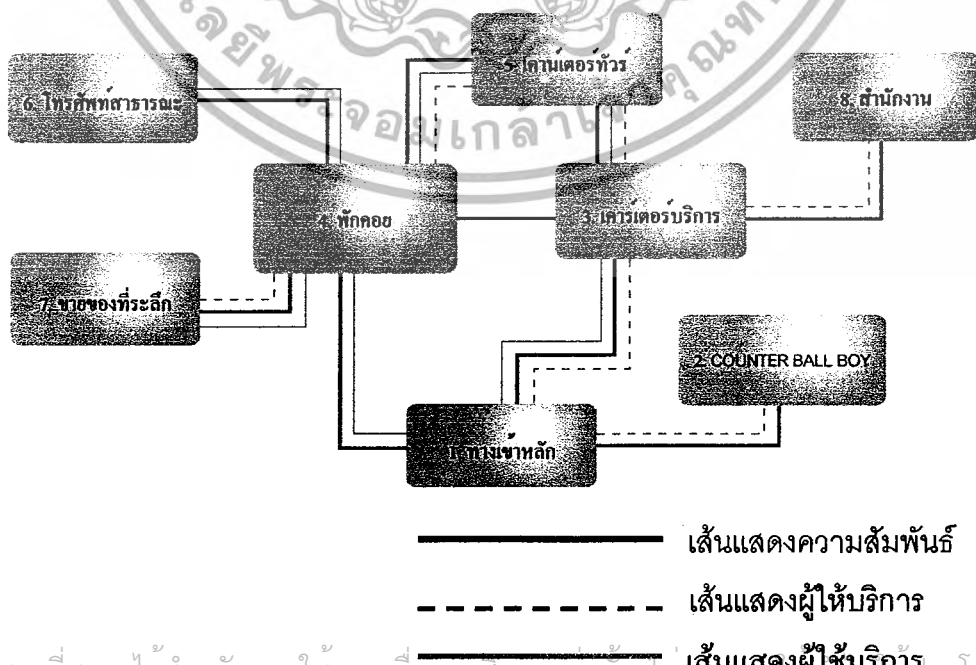 5. เคาน์เตอร์ทัวร์
6. โทรศัพท์สาธารณะ
8. สำนักงาน
4. พักคอย
3. เคาร์เตอร์บริการ
7. ขายของที่ระลึก
2. COUNTER BALL BOY
1. ทางเข้าหลัก
เส้นแสดงความสัมพันธ์
เส้นแสดงผู้ให้บริการ
เส้นแสดงผู้ใช้บริการ